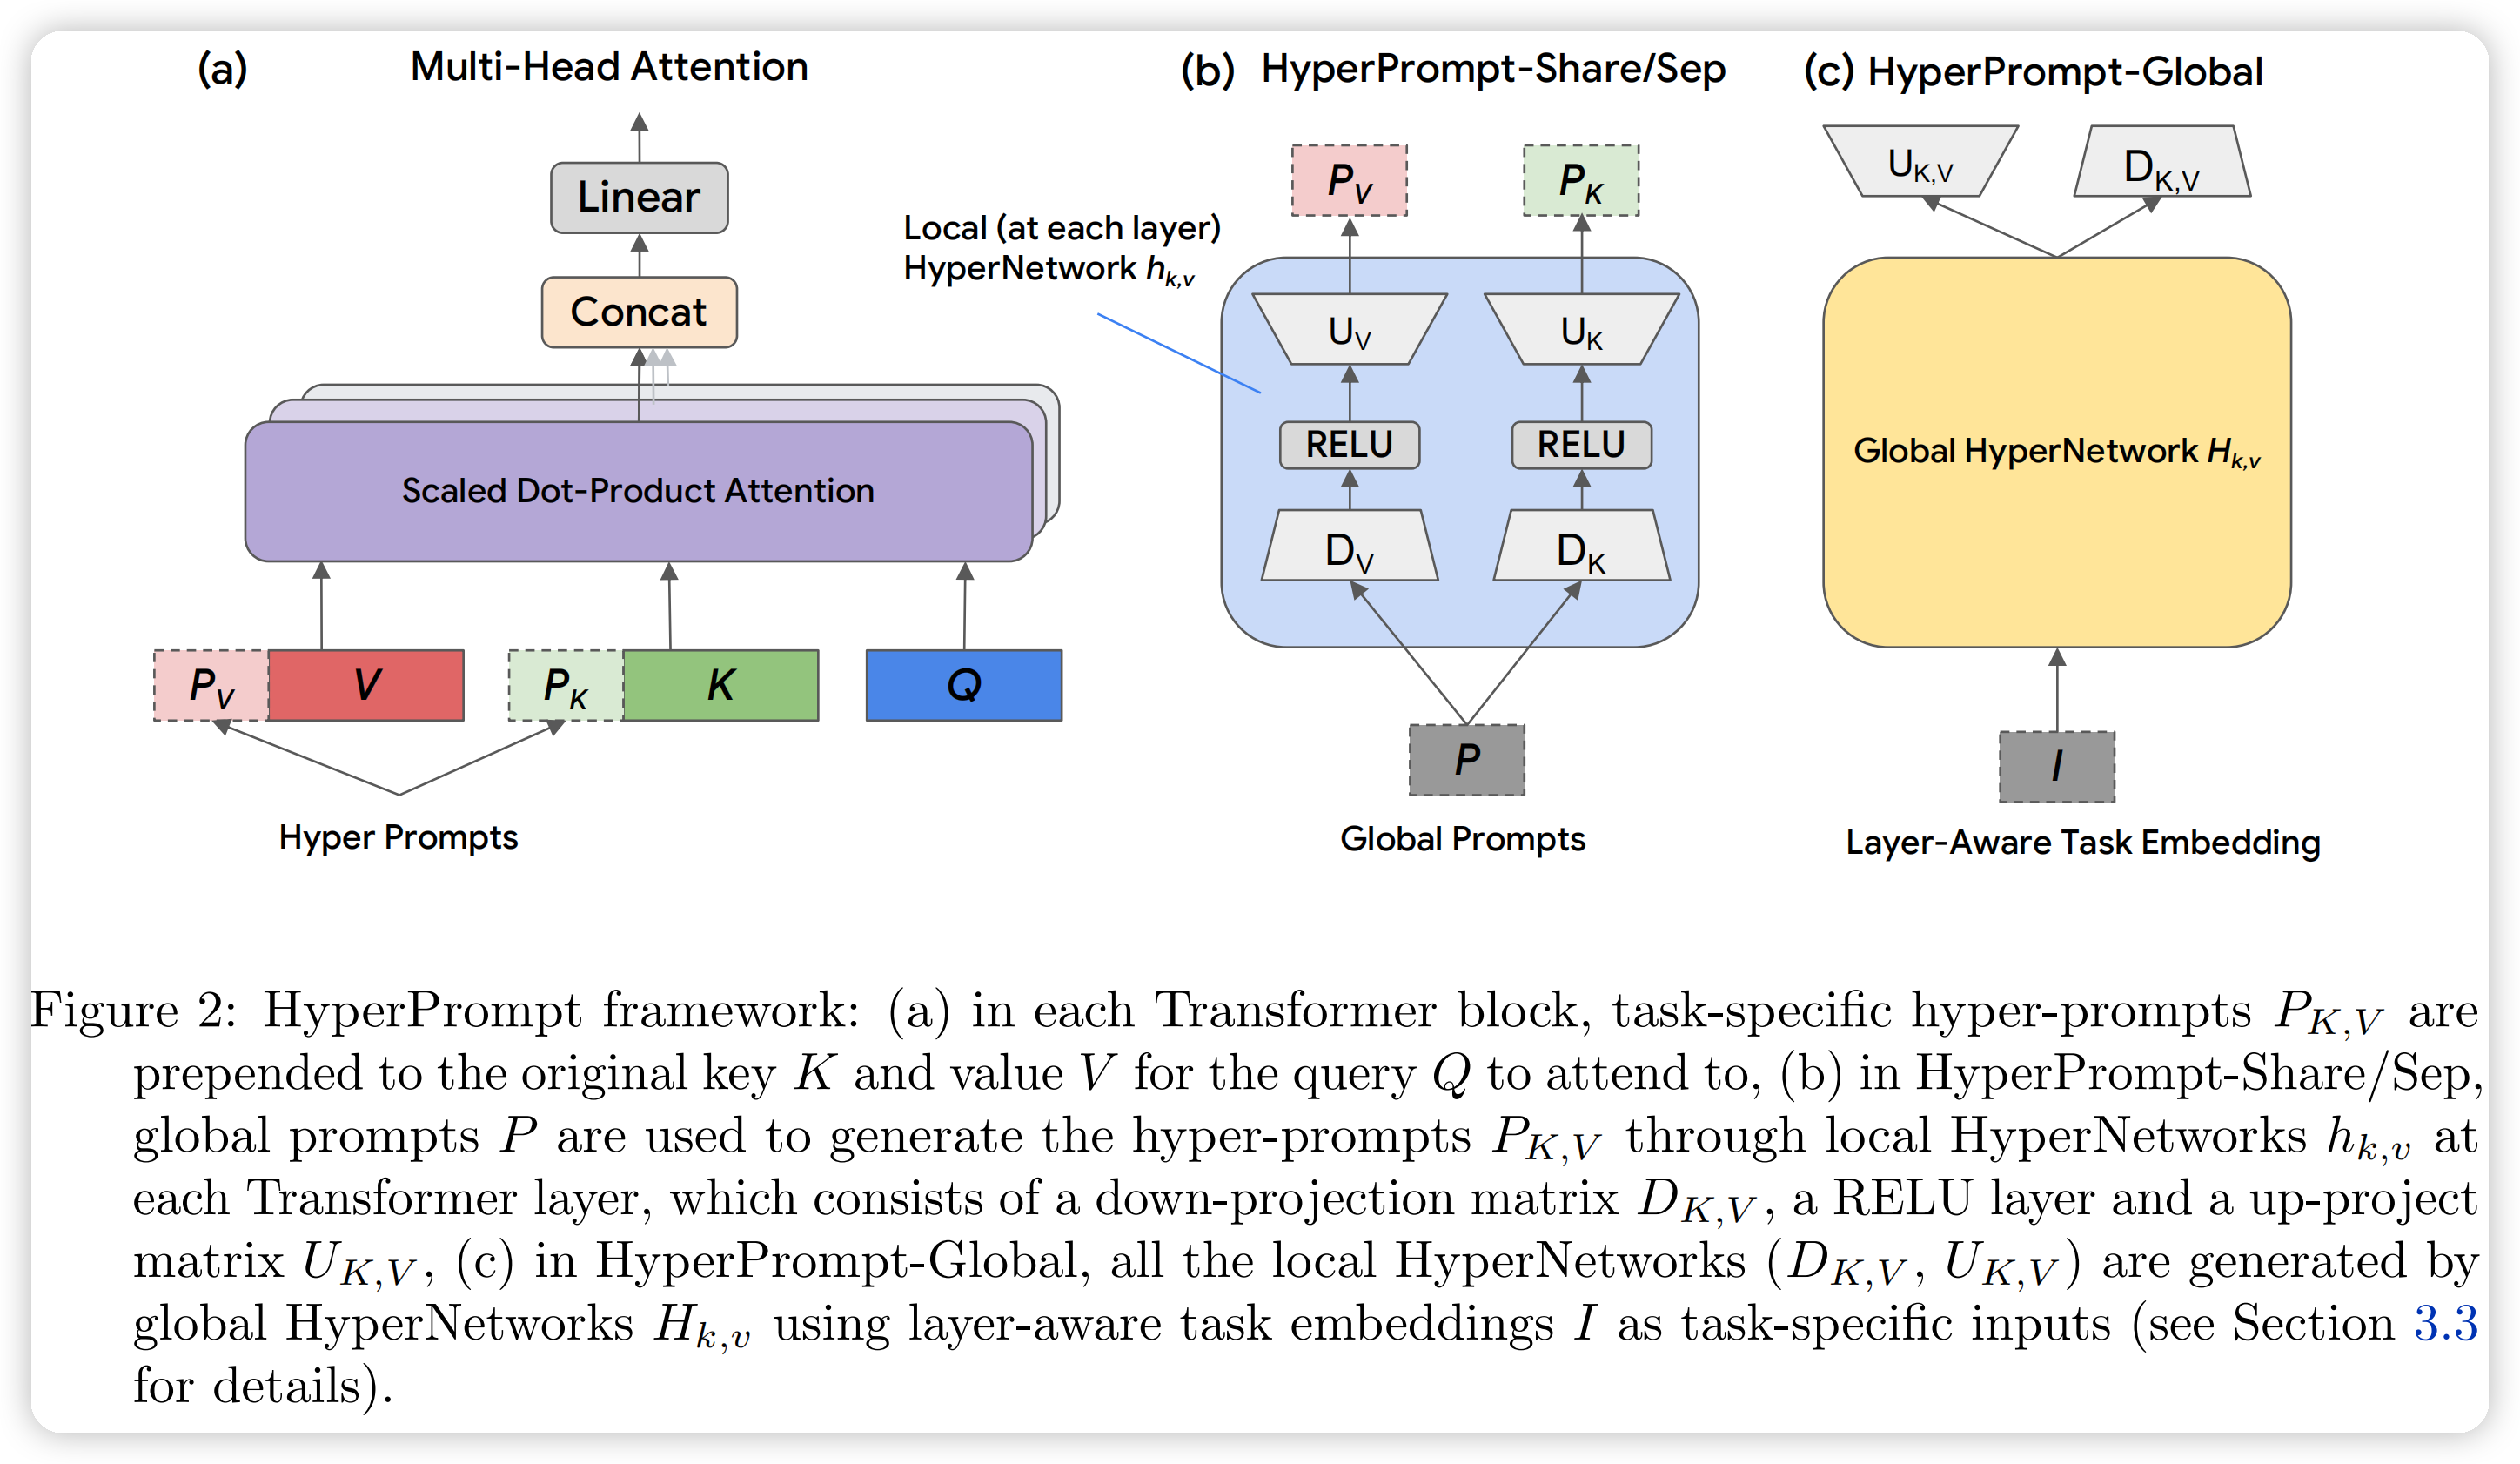 (a) Multi-Head Attention
Linear
Concat
Scaled Dot-Product Attention
P_V V P_K K Q
Hyper Prompts
(b) HyperPrompt-Share/Sep
P_V P_K
Local (at each layer)
HyperNetwork h_{k,v}
U_V U_K
RELU RELU
D_V D_K
P
Global Prompts
(c) HyperPrompt-Global
U_{K,V} D_{K,V}
Global HyperNetwork H_{k,v}
I
Layer-Aware Task Embedding
Figure 2: HyperPrompt framework: (a) in each Transformer block, task-specific hyper-prompts P_{K,V} are
prepended to the original key K and value V for the query Q to attend to, (b) in HyperPrompt-Share/Sep,
global prompts P are used to generate the hyper-prompts P_{K,V} through local HyperNetworks h_{k,v} at
each Transformer layer, which consists of a down-projection matrix D_{K,V}, a RELU layer and a up-project
matrix U_{K,V}, (c) in HyperPrompt-Global, all the local HyperNetworks (D_{K,V}, U_{K,V}) are generated by
global HyperNetworks H_{k,v} using layer-aware task embeddings I as task-specific inputs (see Section 3.3
for details).